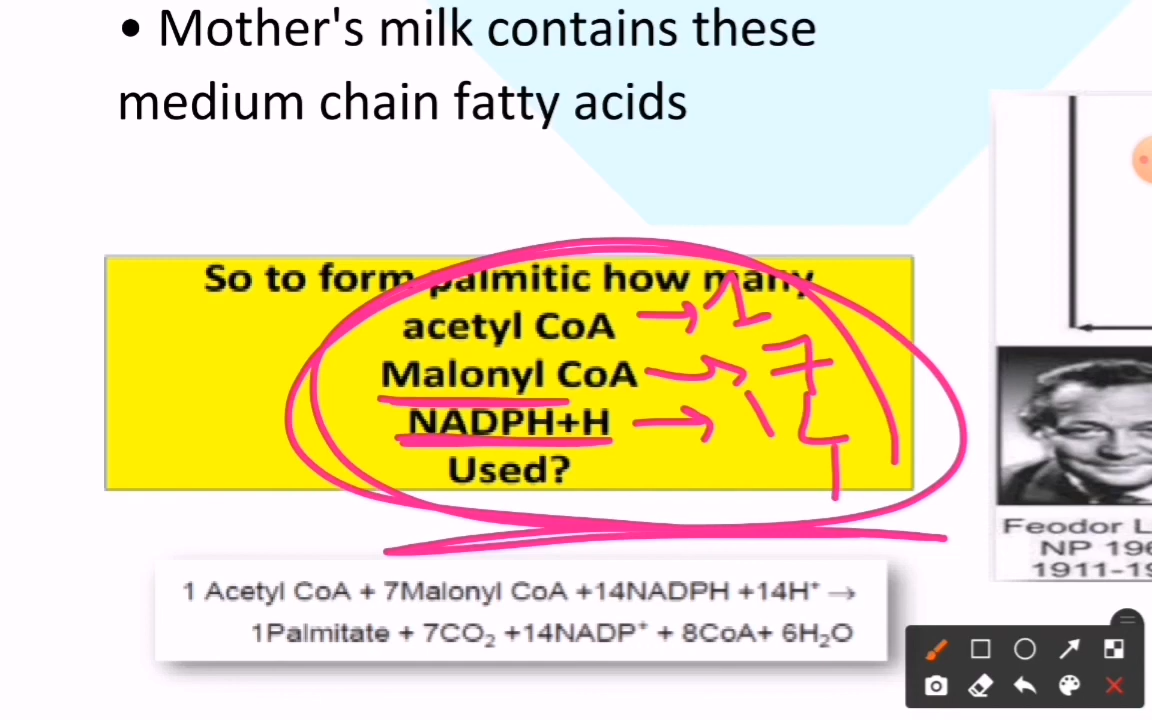 • Mother's milk contains these
medium chain fatty acids
So to form palmitic how many
acetyl CoA → 1
Malonyl CoA → 7
NADPH+H → 14
Used?
1 Acetyl CoA + 7Malonyl CoA +14NADPH +14H⁺ →
1Palmitate + 7CO₂ +14NADP⁺ + 8CoA+ 6H₂O
Feodor L
NP 196
1911-19